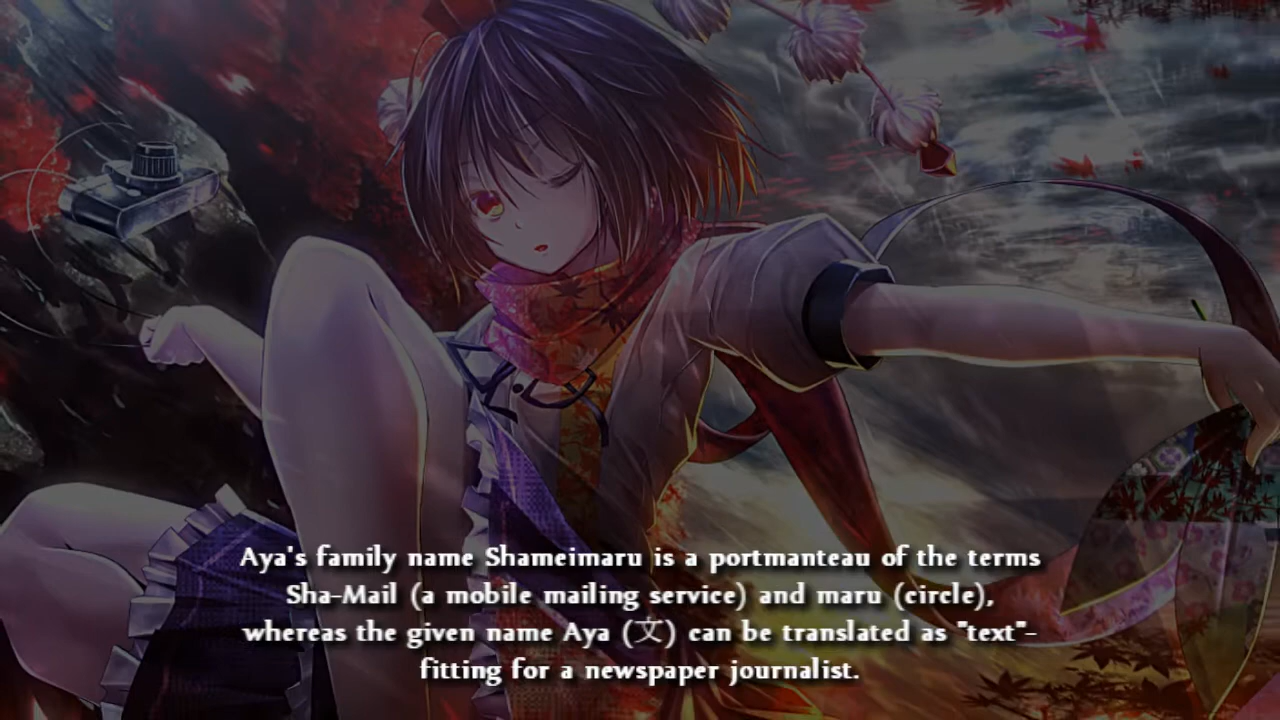 Aya's family name Shameimaru is a portmanteau of the terms
Sha-Mail (a mobile mailing service) and maru (circle),
whereas the given name Aya (文) can be translated as "text"-
fitting for a newspaper journalist.